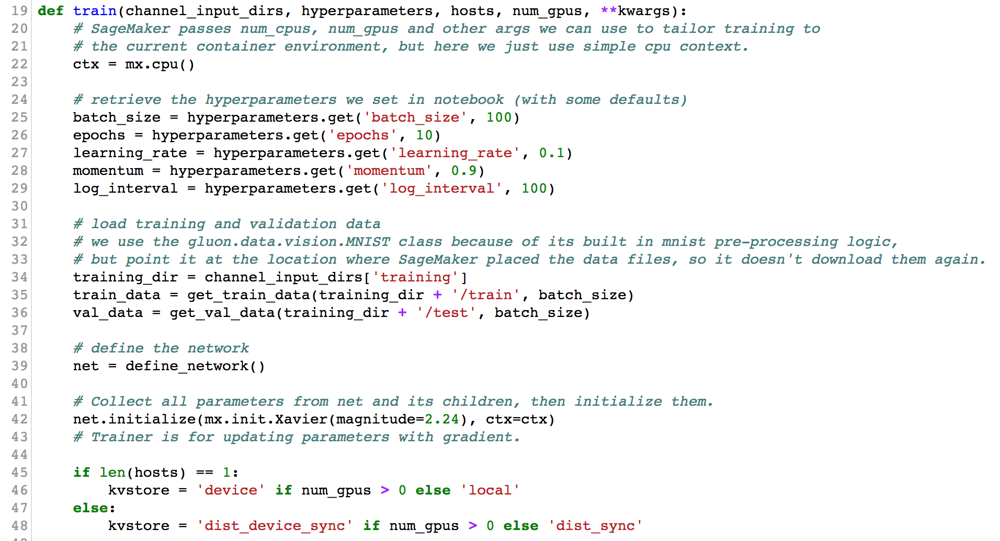 19 def train(channel_input_dirs, hyperparameters, hosts, num_gpus, **kwargs):
20     # SageMaker passes num_cpus, num_gpus and other args we can use to tailor training to
21     # the current container environment, but here we just use simple cpu context.
22     ctx = mx.cpu()
23
24     # retrieve the hyperparameters we set in notebook (with some defaults)
25     batch_size = hyperparameters.get('batch_size', 100)
26     epochs = hyperparameters.get('epochs', 10)
27     learning_rate = hyperparameters.get('learning_rate', 0.1)
28     momentum = hyperparameters.get('momentum', 0.9)
29     log_interval = hyperparameters.get('log_interval', 100)
30
31     # load training and validation data
32     # we use the gluon.data.vision.MNIST class because of its built in mnist pre-processing logic,
33     # but point it at the location where SageMaker placed the data files, so it doesn't download them again.
34     training_dir = channel_input_dirs['training']
35     train_data = get_train_data(training_dir + '/train', batch_size)
36     val_data = get_val_data(training_dir + '/test', batch_size)
37
38     # define the network
39     net = define_network()
40
41     # Collect all parameters from net and its children, then initialize them.
42     net.initialize(mx.init.Xavier(magnitude=2.24), ctx=ctx)
43     # Trainer is for updating parameters with gradient.
44
45     if len(hosts) == 1:
46         kvstore = 'device' if num_gpus > 0 else 'local'
47     else:
48         kvstore = 'dist_device_sync' if num_gpus > 0 else 'dist_sync'